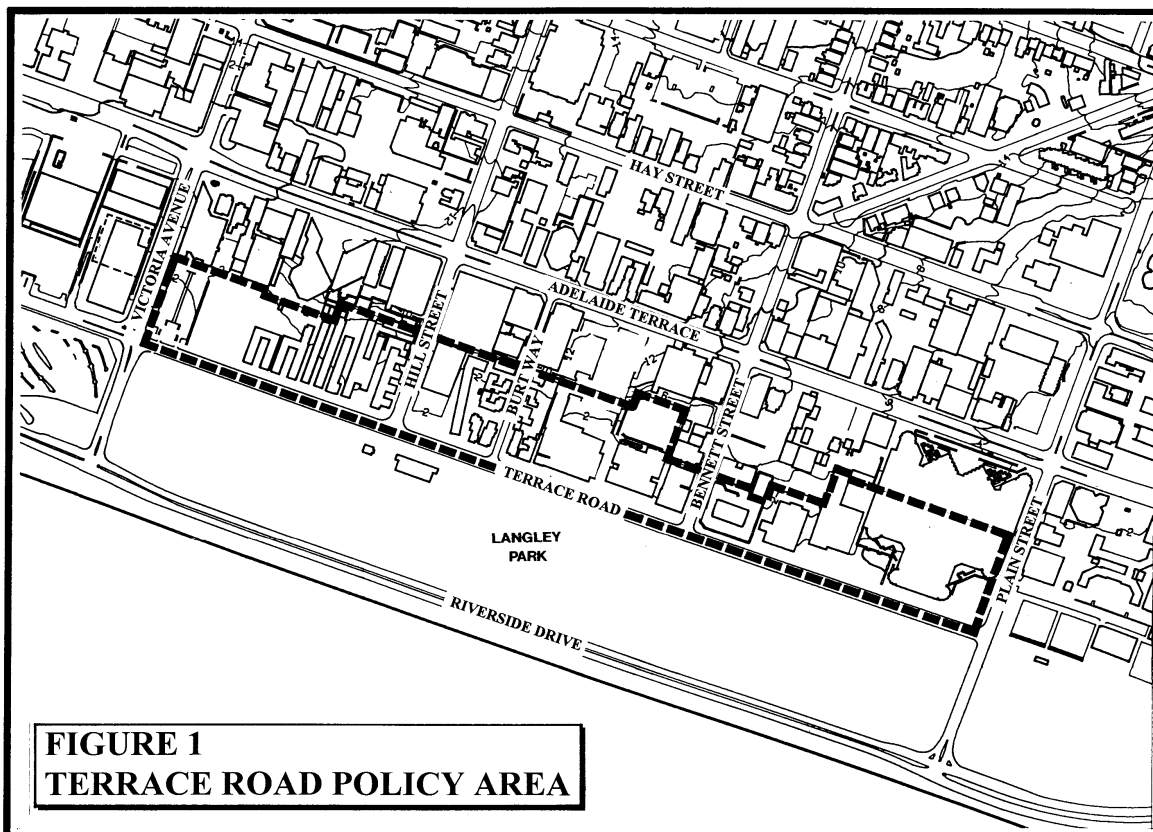 HAY STREET
VICTORIA AVENUE
ADELAIDE TERRACE
HILL STREET
BURT WAY
BENNETT STREET
TERRACE ROAD
PLAIN STREET
LANGLEY
PARK
RIVERSIDE DRIVE
FIGURE 1
TERRACE ROAD POLICY AREA